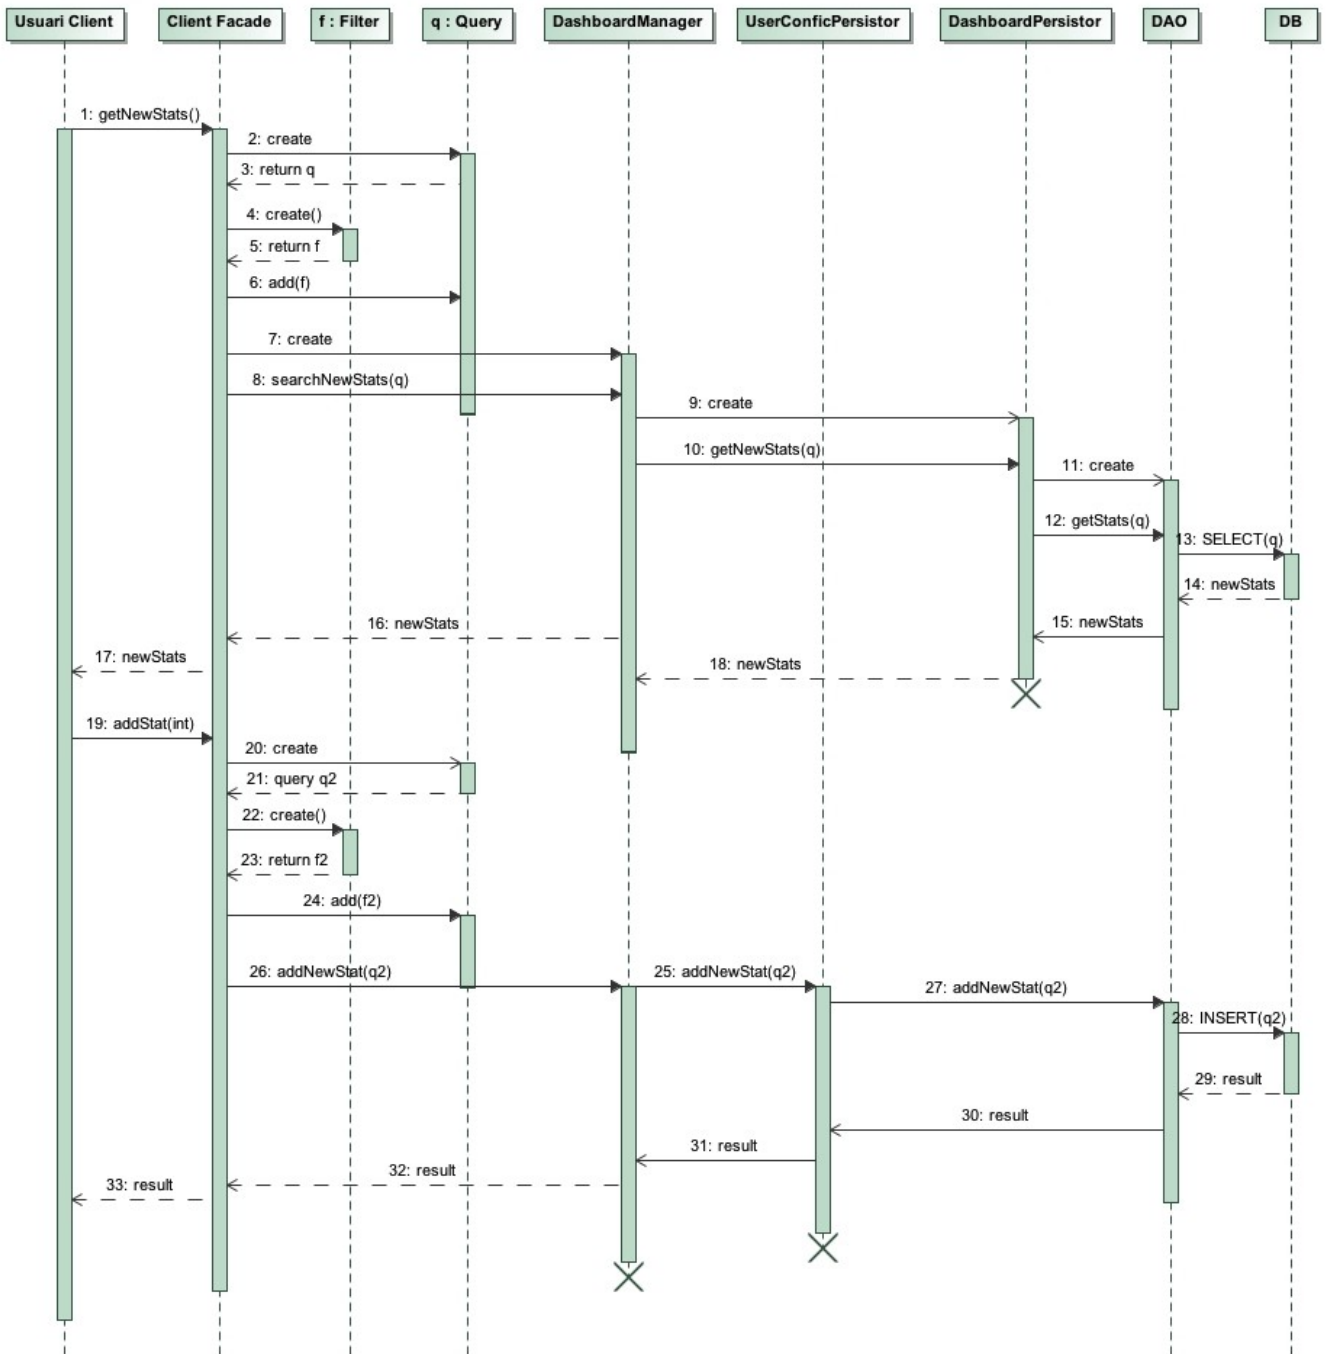 Usuari Client
Client Facade
f : Filter
q : Query
DashboardManager
UserConficPersistor
DashboardPersistor
DAO
DB
1: getNewStats()
2: create
3: return q
4: create()
5: return f
6: add(f)
7: create
8: searchNewStats(q)
9: create
10: getNewStats(q)
11: create
12: getStats(q)
13: SELECT(q)
14: newStats
15: newStats
16: newStats
17: newStats
18: newStats
19: addStat(int)
20: create
21: query q2
22: create()
23: return f2
24: add(f2)
26: addNewStat(q2)
25: addNewStat(q2)
27: addNewStat(q2)
28: INSERT(q2)
29: result
30: result
31: result
32: result
33: result